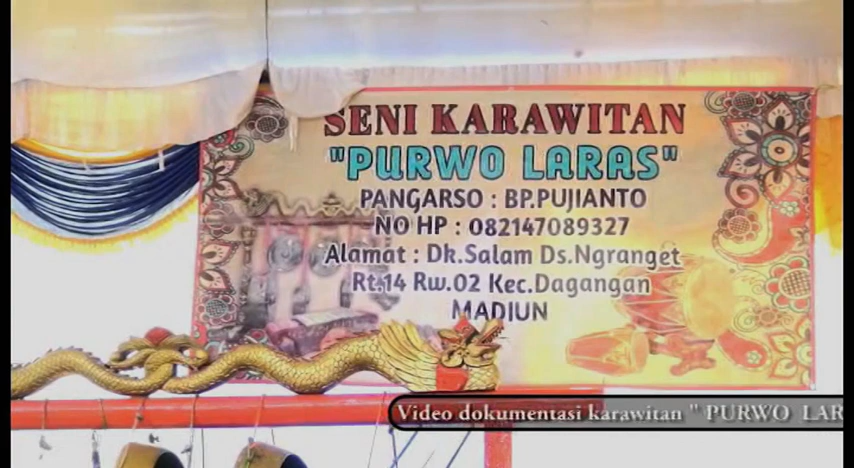 SENI KARAWITAN
"PURWO LARAS"
PANGARSO : BP.PUJIANTO
NO HP : 082147089327
Alamat : Dk.Salam Ds.Ngranget
Rt.14 Rw.02 Kec.Dagangan
MADIUN
Video dokumentasi karawitan " PURWO LAR